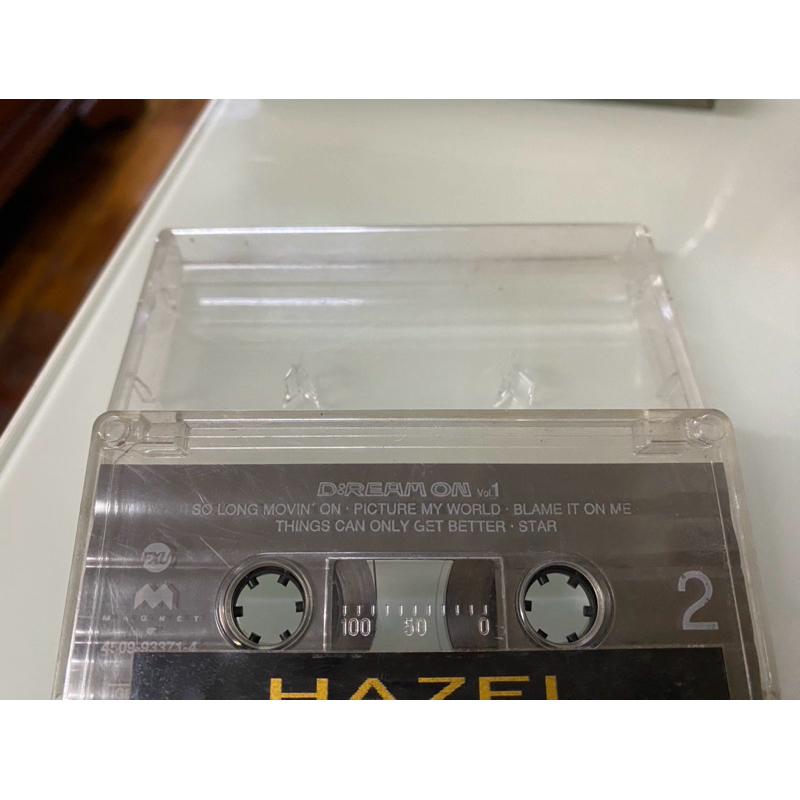 D:REAM ON Vol.1
SO LONG MOVIN' ON · PICTURE MY WORLD · BLAME IT ON ME
THINGS CAN ONLY GET BETTER · STAR
FXU
MAGNET
2
100 50 0
4509-93371-4
HAZEL